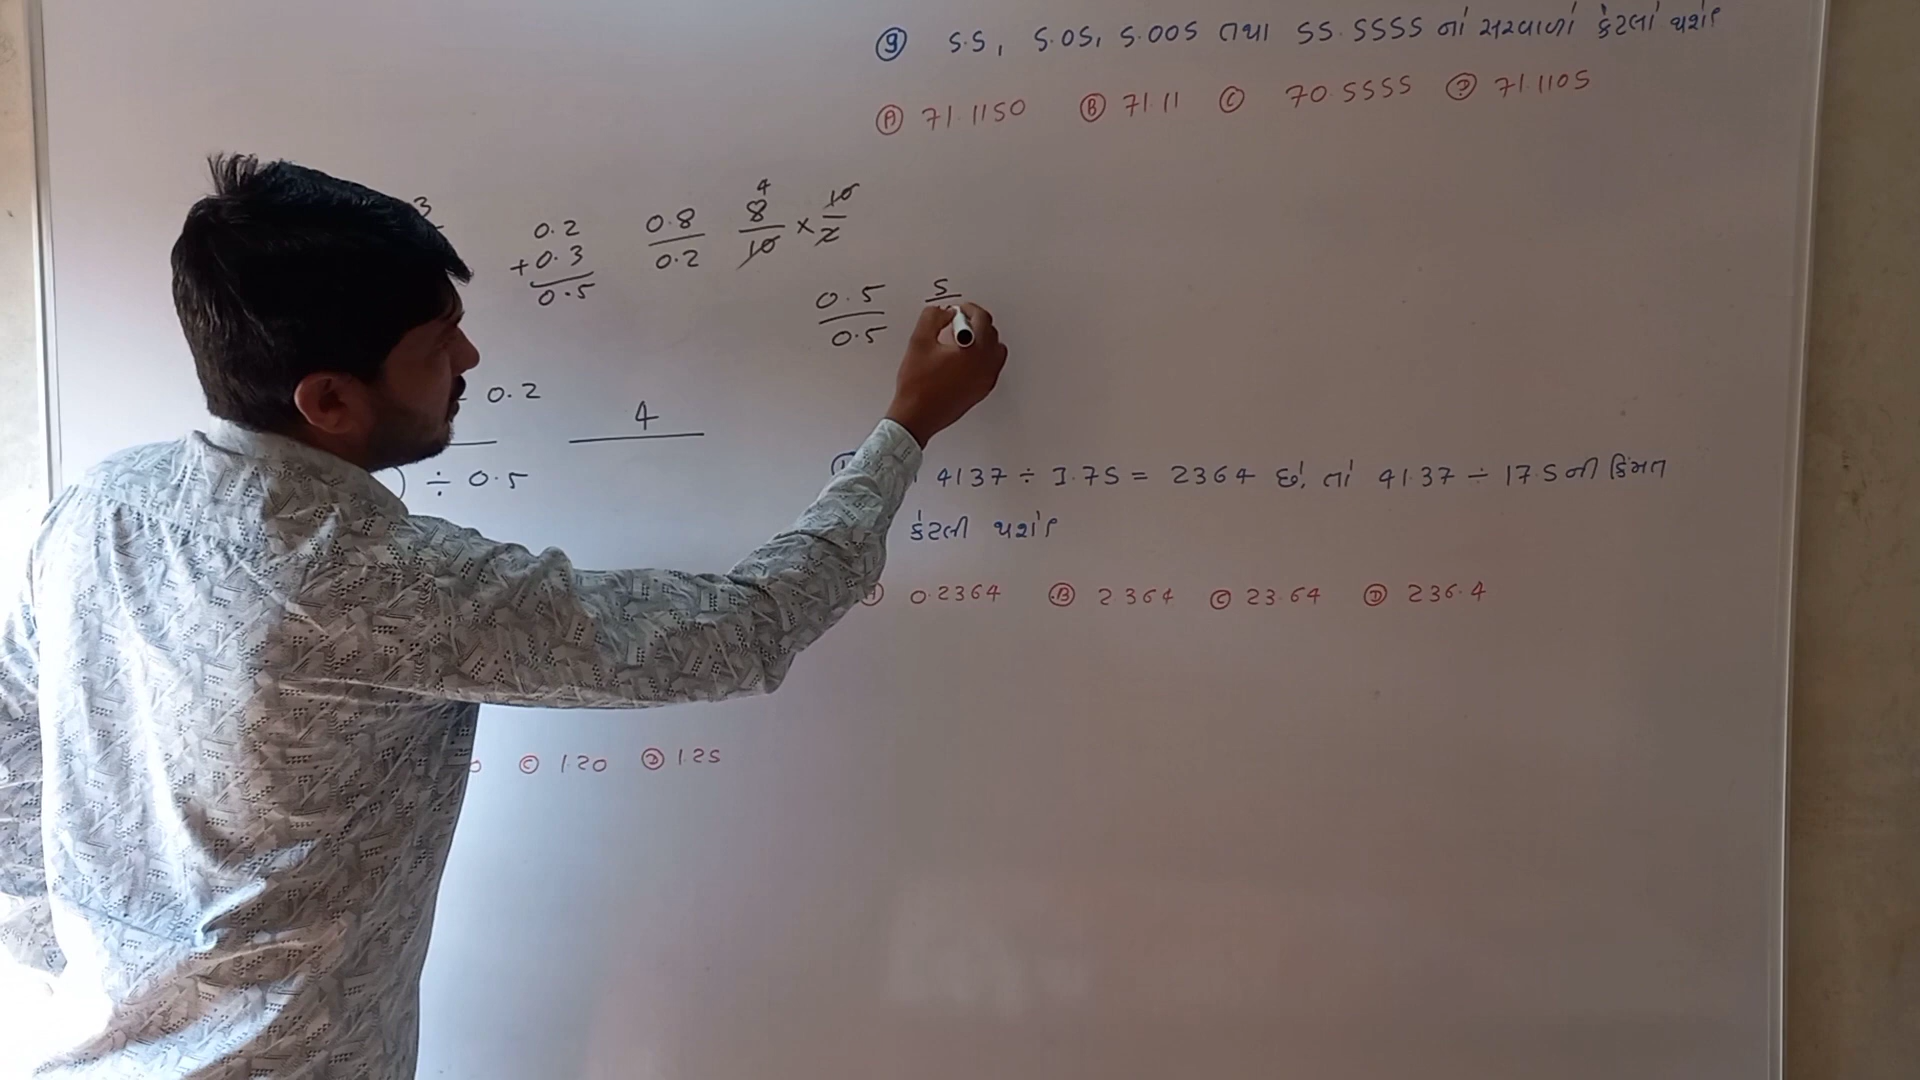 ૭ 5.5, 5.05, 5.005 તથા 55.5555 નો સરવાળો કેટલો થશે?
Ⓐ 71.1150 Ⓑ 71.11 Ⓒ 70.5555 Ⓓ 71.1105
3
0.2
+0.3
0.5
0.8
0.2
4
8/10 × 10/2
0.5
0.5
5
0.2
4
) ÷ 0.5
4137 ÷ 1.75 = 2364 છે, તો 41.37 ÷ 17.5 ની કિંમત
કેટલી થશે?
Ⓐ 0.2364 Ⓑ 2.364 Ⓒ 23.64 Ⓓ 236.4
Ⓒ 1.20 Ⓓ 1.25